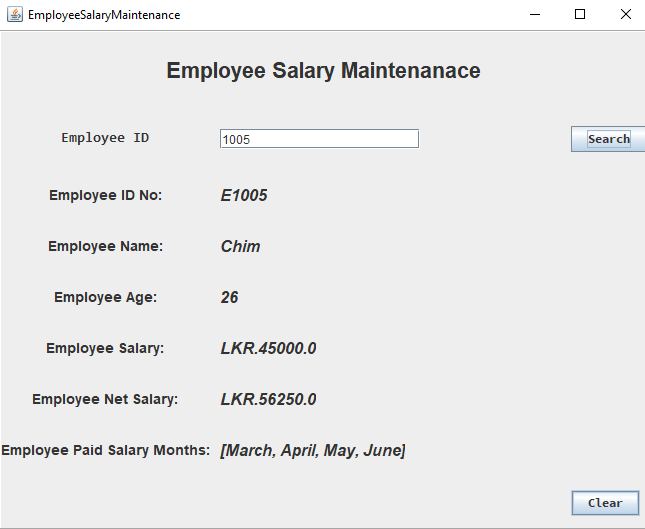 EmployeeSalaryMaintenance
Employee Salary Maintenanace
Employee ID 1005 Search
Employee ID No: E1005
Employee Name: Chim
Employee Age: 26
Employee Salary: LKR.45000.0
Employee Net Salary: LKR.56250.0
Employee Paid Salary Months: [March, April, May, June]
Clear